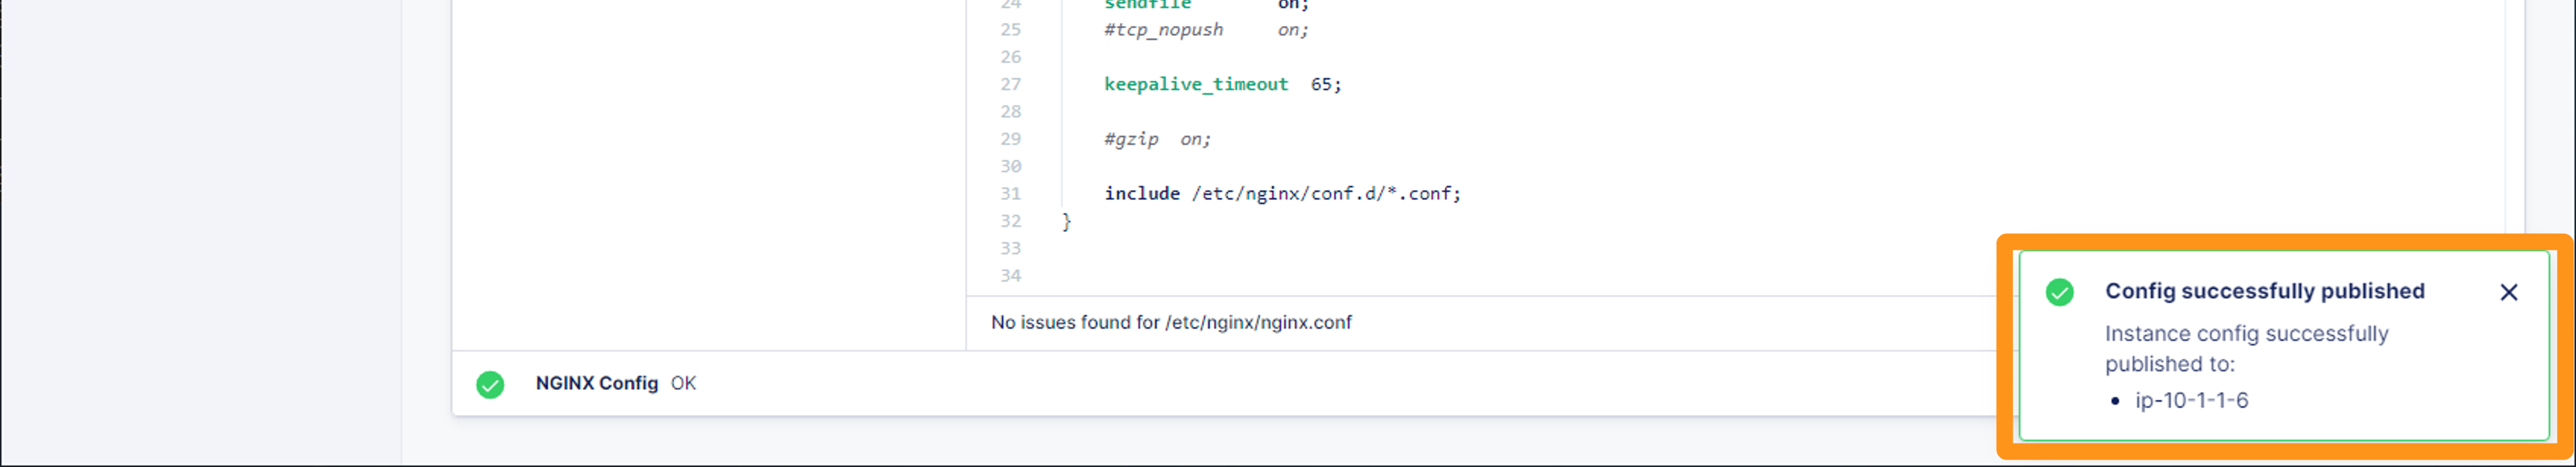 24 sendfile on;
25 #tcp_nopush on;
26
27 keepalive_timeout 65;
28
29 #gzip on;
30
31 include /etc/nginx/conf.d/*.conf;
32 }
33
34
No issues found for /etc/nginx/nginx.conf
NGINX Config OK
Config successfully published
Instance config successfully
published to:
• ip-10-1-1-6